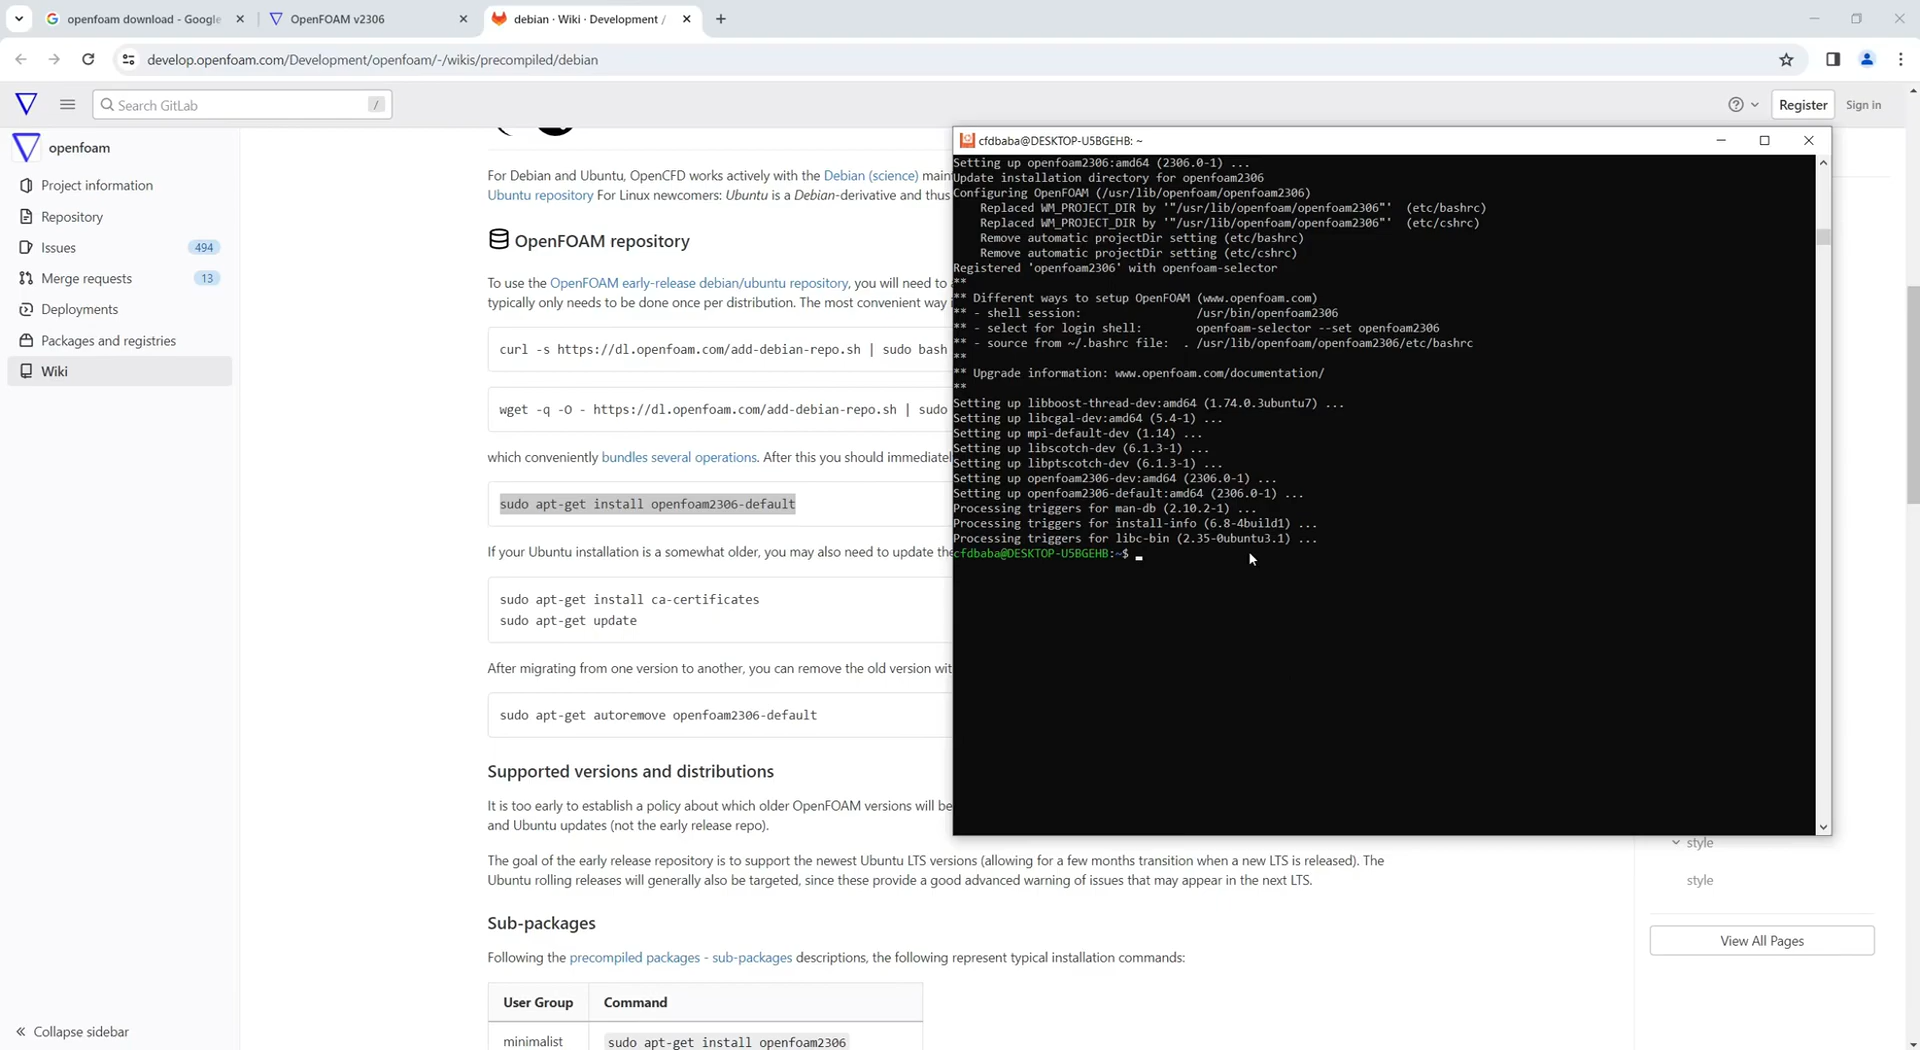 openfoam download - Google
OpenFOAM v2306
debian · Wiki · Development /
develop.openfoam.com/Development/openfoam/-/wikis/precompiled/debian
Search GitLab
/
Register
Sign in
openfoam
Project information
Repository
Issues
494
Merge requests
13
Deployments
Packages and registries
Wiki
Collapse sidebar
For Debian and Ubuntu, OpenCFD works actively with the Debian (science)
Ubuntu repository For Linux newcomers: Ubuntu is a Debian-derivative and thus
OpenFOAM repository
To use the OpenFOAM early-release debian/ubuntu repository, you will need to
typically only needs to be done once per distribution. The most convenient way
curl -s https://dl.openfoam.com/add-debian-repo.sh | sudo bash
wget -q -O - https://dl.openfoam.com/add-debian-repo.sh | sudo
which conveniently bundles several operations. After this you should
sudo apt-get install openfoam2306-default
If your Ubuntu installation is a somewhat older, you may also need to update
sudo apt-get install ca-certificates
sudo apt-get update
After migrating from one version to another, you can remove the old version
sudo apt-get autoremove openfoam2306-default
Supported versions and distributions
It is too early to establish a policy about which older OpenFOAM versions will
and Ubuntu updates (not the early release repo).
The goal of the early release repository is to support the newest Ubuntu LTS versions (allowing for a few months transition when a new LTS is released). The
Ubuntu rolling releases will generally also be targeted, since these provide a good advanced warning of issues that may appear in the next LTS.
Sub-packages
Following the precompiled packages - sub-packages descriptions, the following represent typical installation commands:
User Group Command
minimalist sudo apt-get install openfoam2306
cfdbaba@DESKTOP-U5BGEHB: ~
Setting up openfoam2306:amd64 (2306.0-1) ...
Update installation directory for openfoam2306
Configuring OpenFOAM (/usr/lib/openfoam/openfoam2306)
Replaced WM_PROJECT_DIR by '"/usr/lib/openfoam/openfoam2306"' (etc/bashrc)
Replaced WM_PROJECT_DIR by '"/usr/lib/openfoam/openfoam2306"' (etc/cshrc)
Remove automatic projectDir setting (etc/bashrc)
Remove automatic projectDir setting (etc/cshrc)
Registered 'openfoam2306' with openfoam-selector
**
** Different ways to setup OpenFOAM (www.openfoam.com)
** - shell session: /usr/bin/openfoam2306
** - select for login shell: openfoam-selector --set openfoam2306
** - source from ~/.bashrc file: . /usr/lib/openfoam/openfoam2306/etc/bashrc
**
** Upgrade information: www.openfoam.com/documentation/
**
Setting up libboost-thread-dev:amd64 (1.74.0.3ubuntu7) ...
Setting up libcgal-dev:amd64 (5.4-1) ...
Setting up mpi-default-dev (1.14) ...
Setting up libscotch-dev (6.1.3-1) ...
Setting up libptscotch-dev (6.1.3-1) ...
Setting up openfoam2306-dev:amd64 (2306.0-1) ...
Setting up openfoam2306-default:amd64 (2306.0-1) ...
Processing triggers for man-db (2.10.2-1) ...
Processing triggers for install-info (6.8-4build1) ...
Processing triggers for libc-bin (2.35-0ubuntu3.1) ...
cfdbaba@DESKTOP-U5BGEHB:~$
style
style
View All Pages